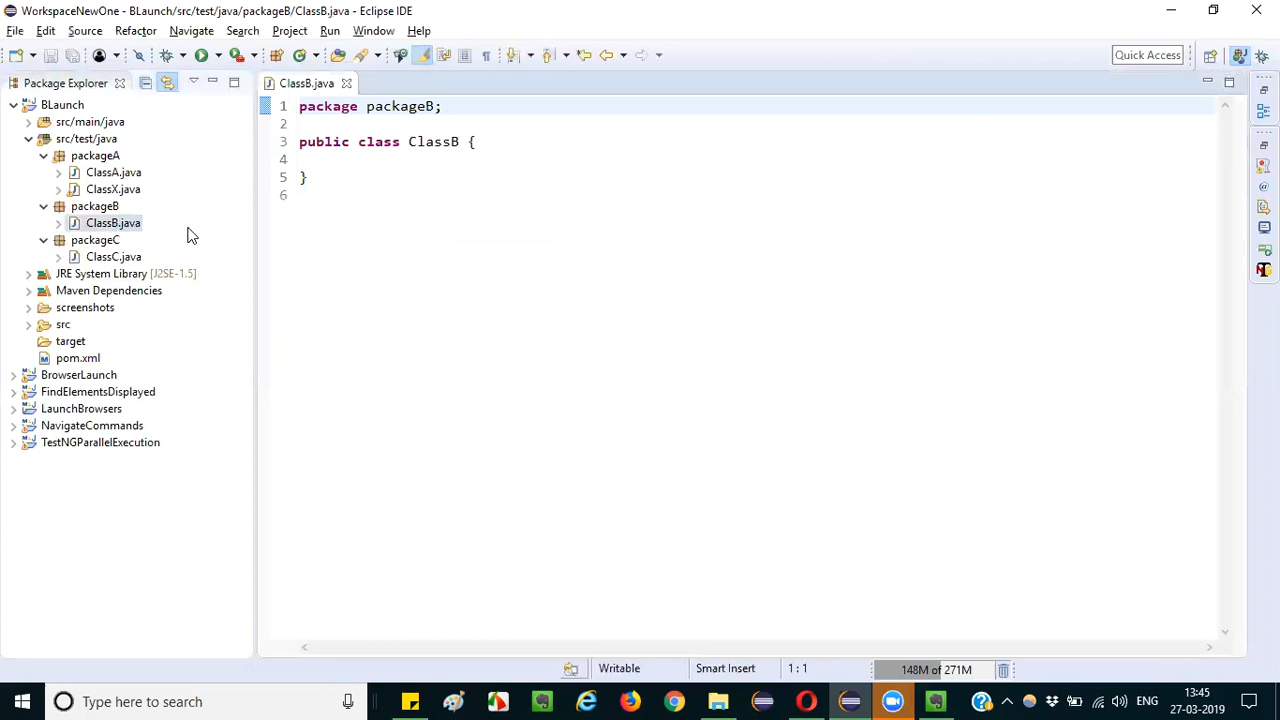 WorkspaceNewOne - BLaunch/src/test/java/packageB/ClassB.java - Eclipse IDE
File Edit Source Refactor Navigate Search Project Run Window Help
Quick Access
Package Explorer
ClassB.java
BLaunch
src/main/java
src/test/java
packageA
ClassA.java
ClassX.java
packageB
ClassB.java
packageC
ClassC.java
JRE System Library [J2SE-1.5]
Maven Dependencies
screenshots
src
target
pom.xml
BrowserLaunch
FindElementsDisplayed
LaunchBrowsers
NavigateCommands
TestNGParallelExecution
1 package packageB;
2
3 public class ClassB {
4
5 }
6
Writable Smart Insert 1 : 1 148M of 271M
Type here to search
ENG
13:45
27-03-2019